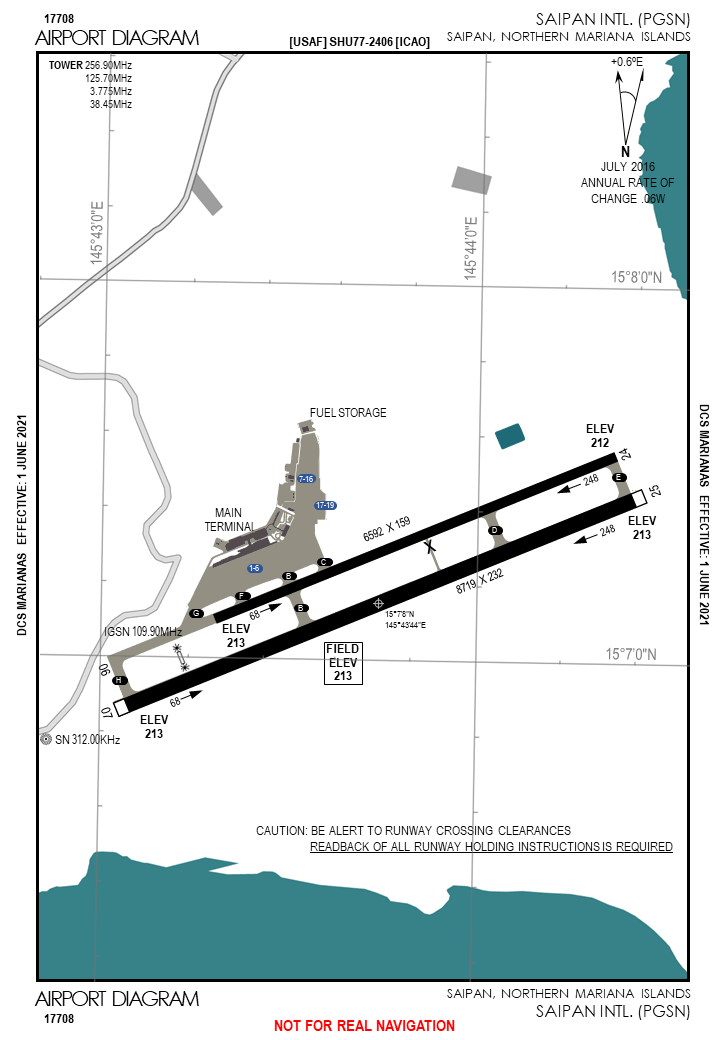 17708
SAIPAN INTL. (PGSN)
AIRPORT DIAGRAM
[USAF] SHU77-2406 [ICAO]
SAIPAN, NORTHERN MARIANA ISLANDS
TOWER 256.90MHz
125.70MHz
3.775MHz
38.45MHz
+0.6ºE
N
JULY 2016
ANNUAL RATE OF
CHANGE .06W
145°43'0"E
145°44'0"E
15°8'0"N
DCS MARIANAS EFFECTIVE: 1 JUNE 2021
DCS MARIANAS EFFECTIVE: 1 JUNE 2021
FUEL STORAGE
ELEV
212
24
7-16
E
248
25
17-19
MAIN
TERMINAL
6592 X 159
D
ELEV
213
248
X
C
1-6
B
8719 X 232
F
B
G
68
15°7'8"N
145°43'44"E
IGSN 109.90MHz
ELEV
213
FIELD
ELEV
213
15°7'0"N
06
H
68
07
ELEV
213
SN 312.00KHz
CAUTION: BE ALERT TO RUNWAY CROSSING CLEARANCES
READBACK OF ALL RUNWAY HOLDING INSTRUCTIONS IS REQUIRED
AIRPORT DIAGRAM
SAIPAN, NORTHERN MARIANA ISLANDS
17708
SAIPAN INTL. (PGSN)
NOT FOR REAL NAVIGATION